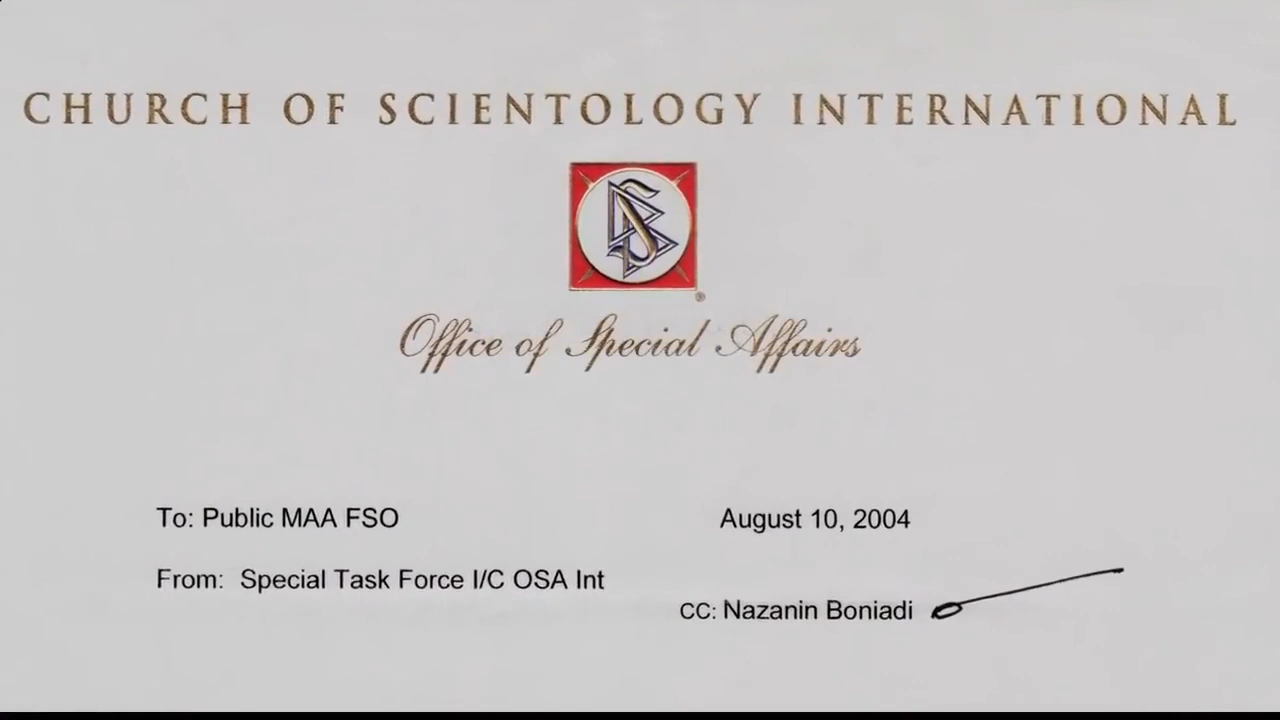 CHURCH OF SCIENTOLOGY INTERNATIONAL
®
Office of Special Affairs
To: Public MAA FSO
August 10, 2004
From: Special Task Force I/C OSA Int
CC: Nazanin Boniadi